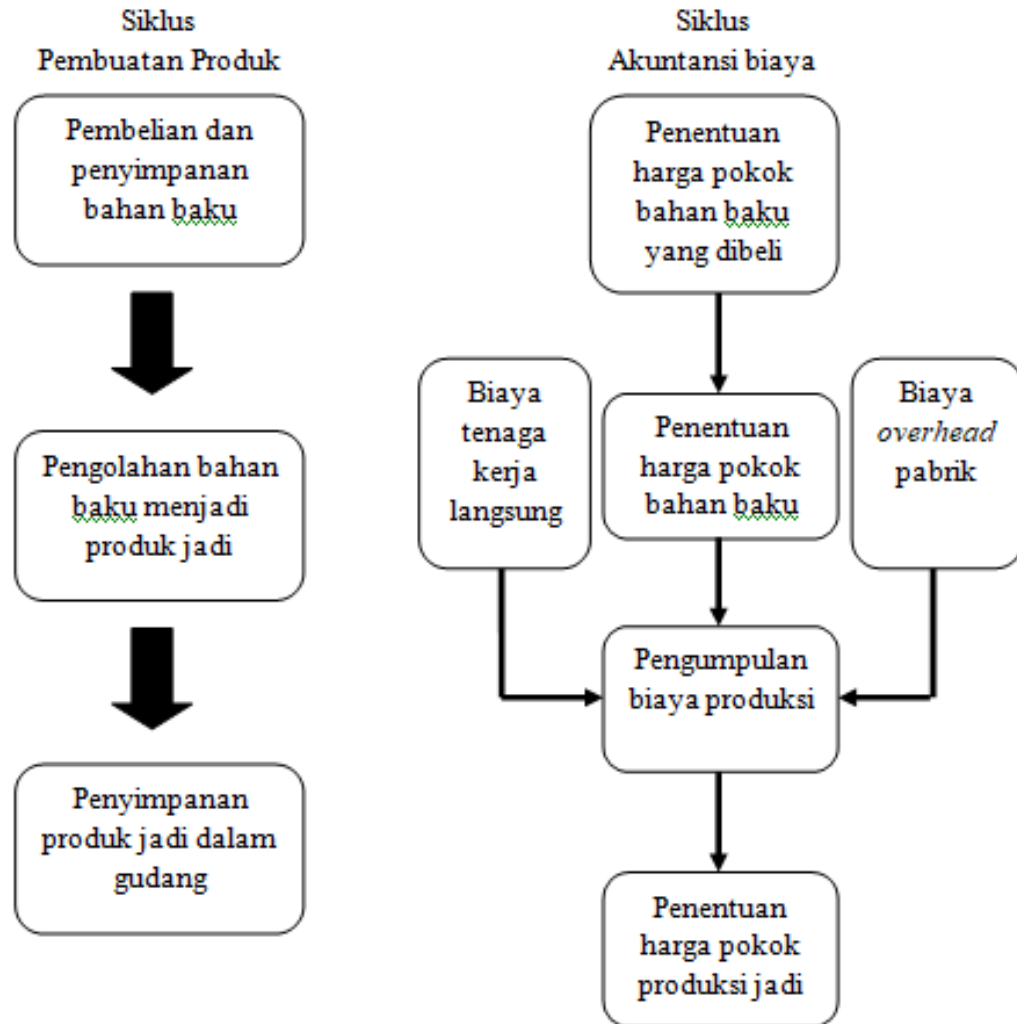 Siklus
Pembuatan Produk
Pembelian dan
penyimpanan
bahan baku
Pengolahan bahan
baku menjadi
produk jadi
Penyimpanan
produk jadi dalam
gudang
Siklus
Akuntansi biaya
Penentuan
harga pokok
bahan baku
yang dibeli
Biaya
tenaga
kerja
langsung
Penentuan
harga pokok
bahan baku
Biaya
overhead
pabrik
Pengumpulan
biaya produksi
Penentuan
harga pokok
produksi jadi